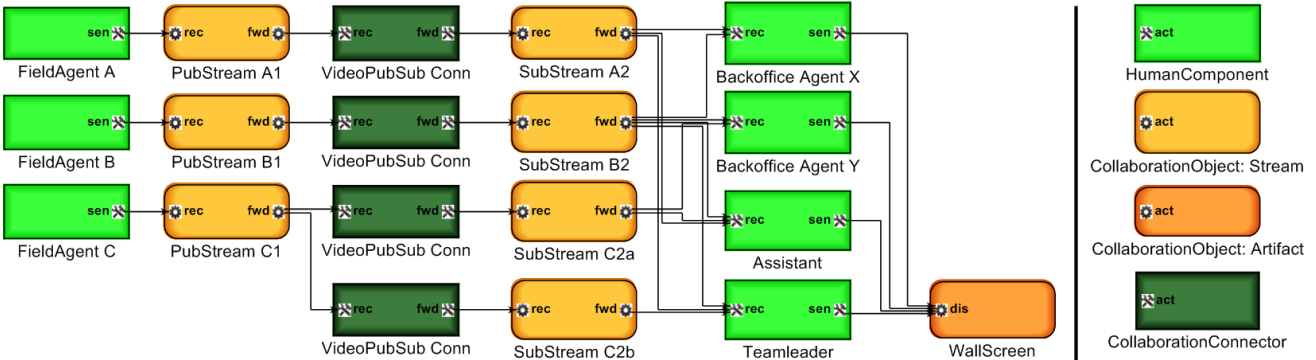 sen rec fwd rec fwd rec fwd rec sen act
FieldAgent A PubStream A1 VideoPubSub Conn SubStream A2 Backoffice Agent X HumanComponent
sen rec fwd rec fwd rec fwd rec sen act
FieldAgent B PubStream B1 VideoPubSub Conn SubStream B2 Backoffice Agent Y CollaborationObject: Stream
sen rec fwd rec fwd rec fwd rec sen act
FieldAgent C PubStream C1 VideoPubSub Conn SubStream C2a Assistant CollaborationObject: Artifact
rec fwd rec fwd rec sen dis act
VideoPubSub Conn SubStream C2b Teamleader WallScreen CollaborationConnector